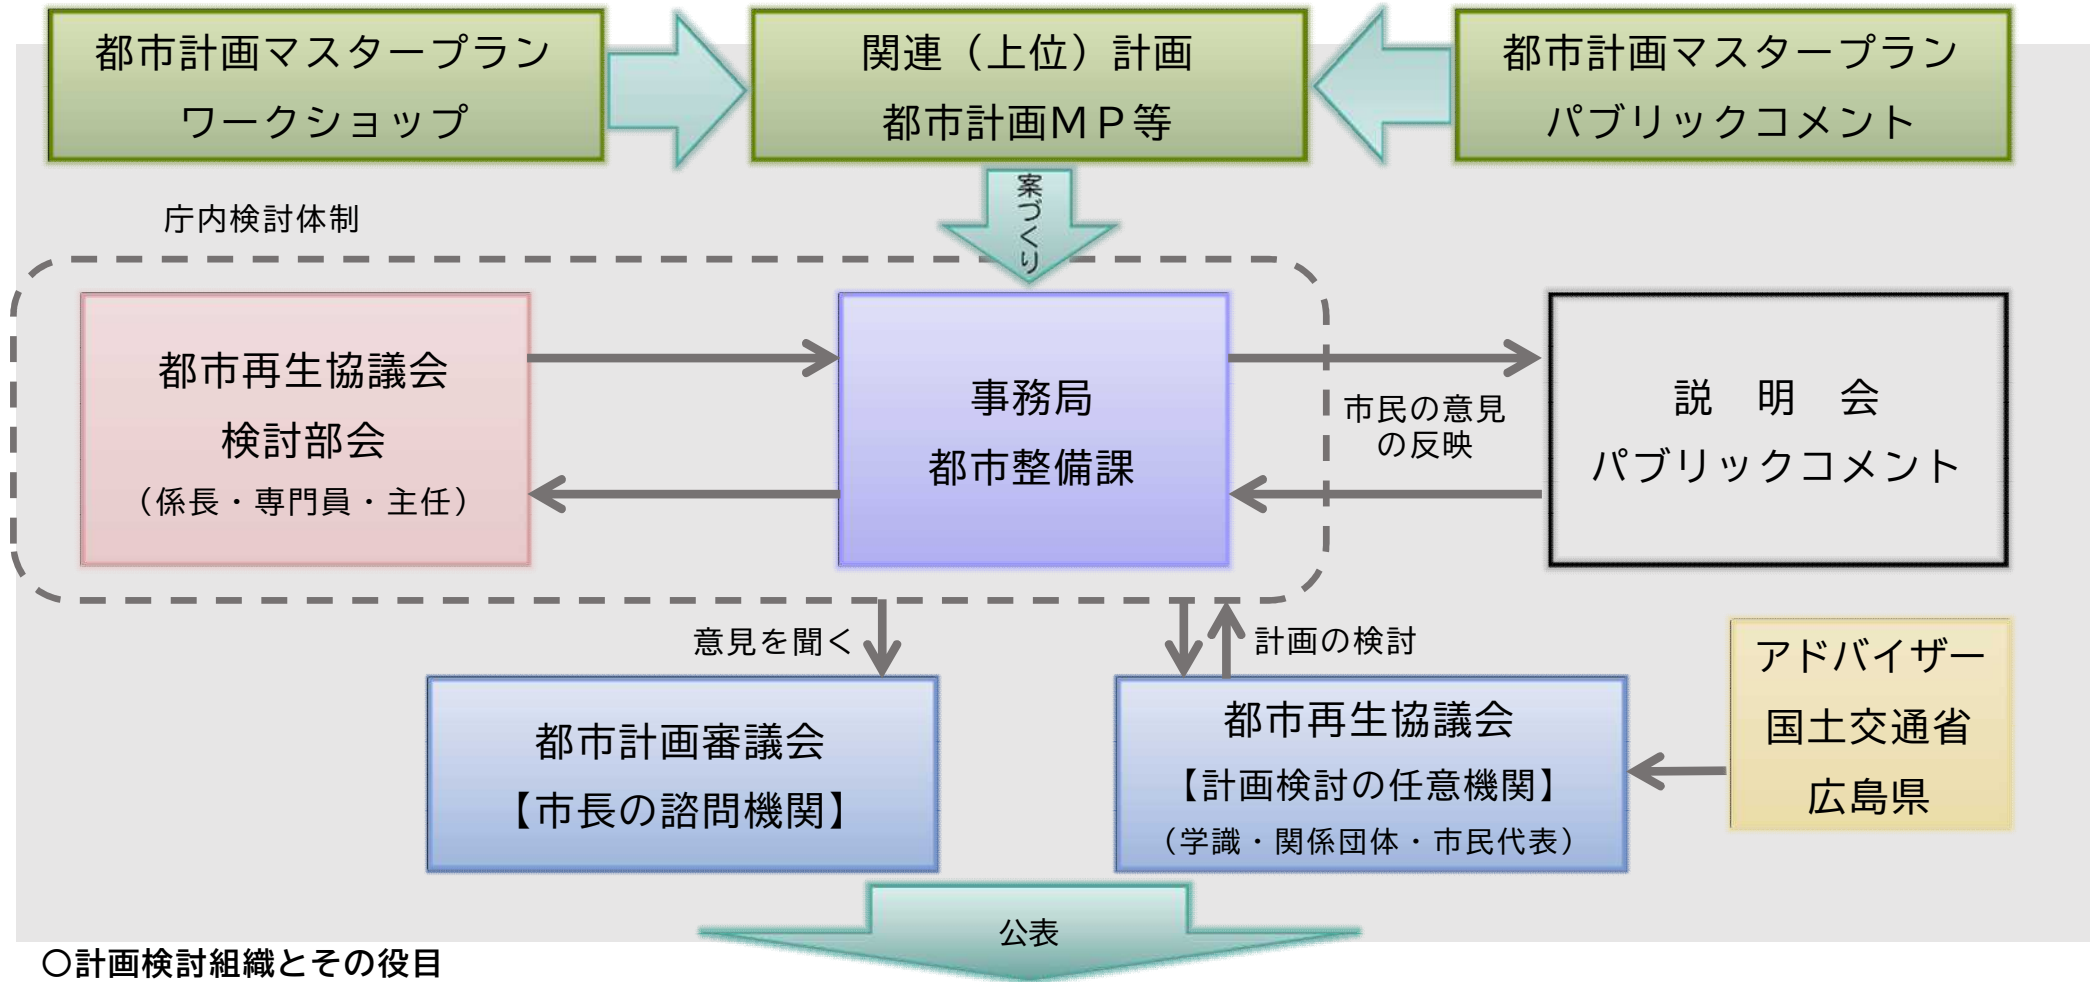 都市計画マスタープラン
ワークショップ
関連（上位）計画
都市計画ＭＰ等
都市計画マスタープラン
パブリックコメント
案づくり
庁内検討体制
都市再生協議会
検討部会
（係長・専門員・主任）
事務局
都市整備課
市民の意見
の反映
説　明　会
パブリックコメント
意見を聞く
計画の検討
都市計画審議会
【市長の諮問機関】
都市再生協議会
【計画検討の任意機関】
（学識・関係団体・市民代表）
アドバイザー
国土交通省
広島県
公表
〇計画検討組織とその役目